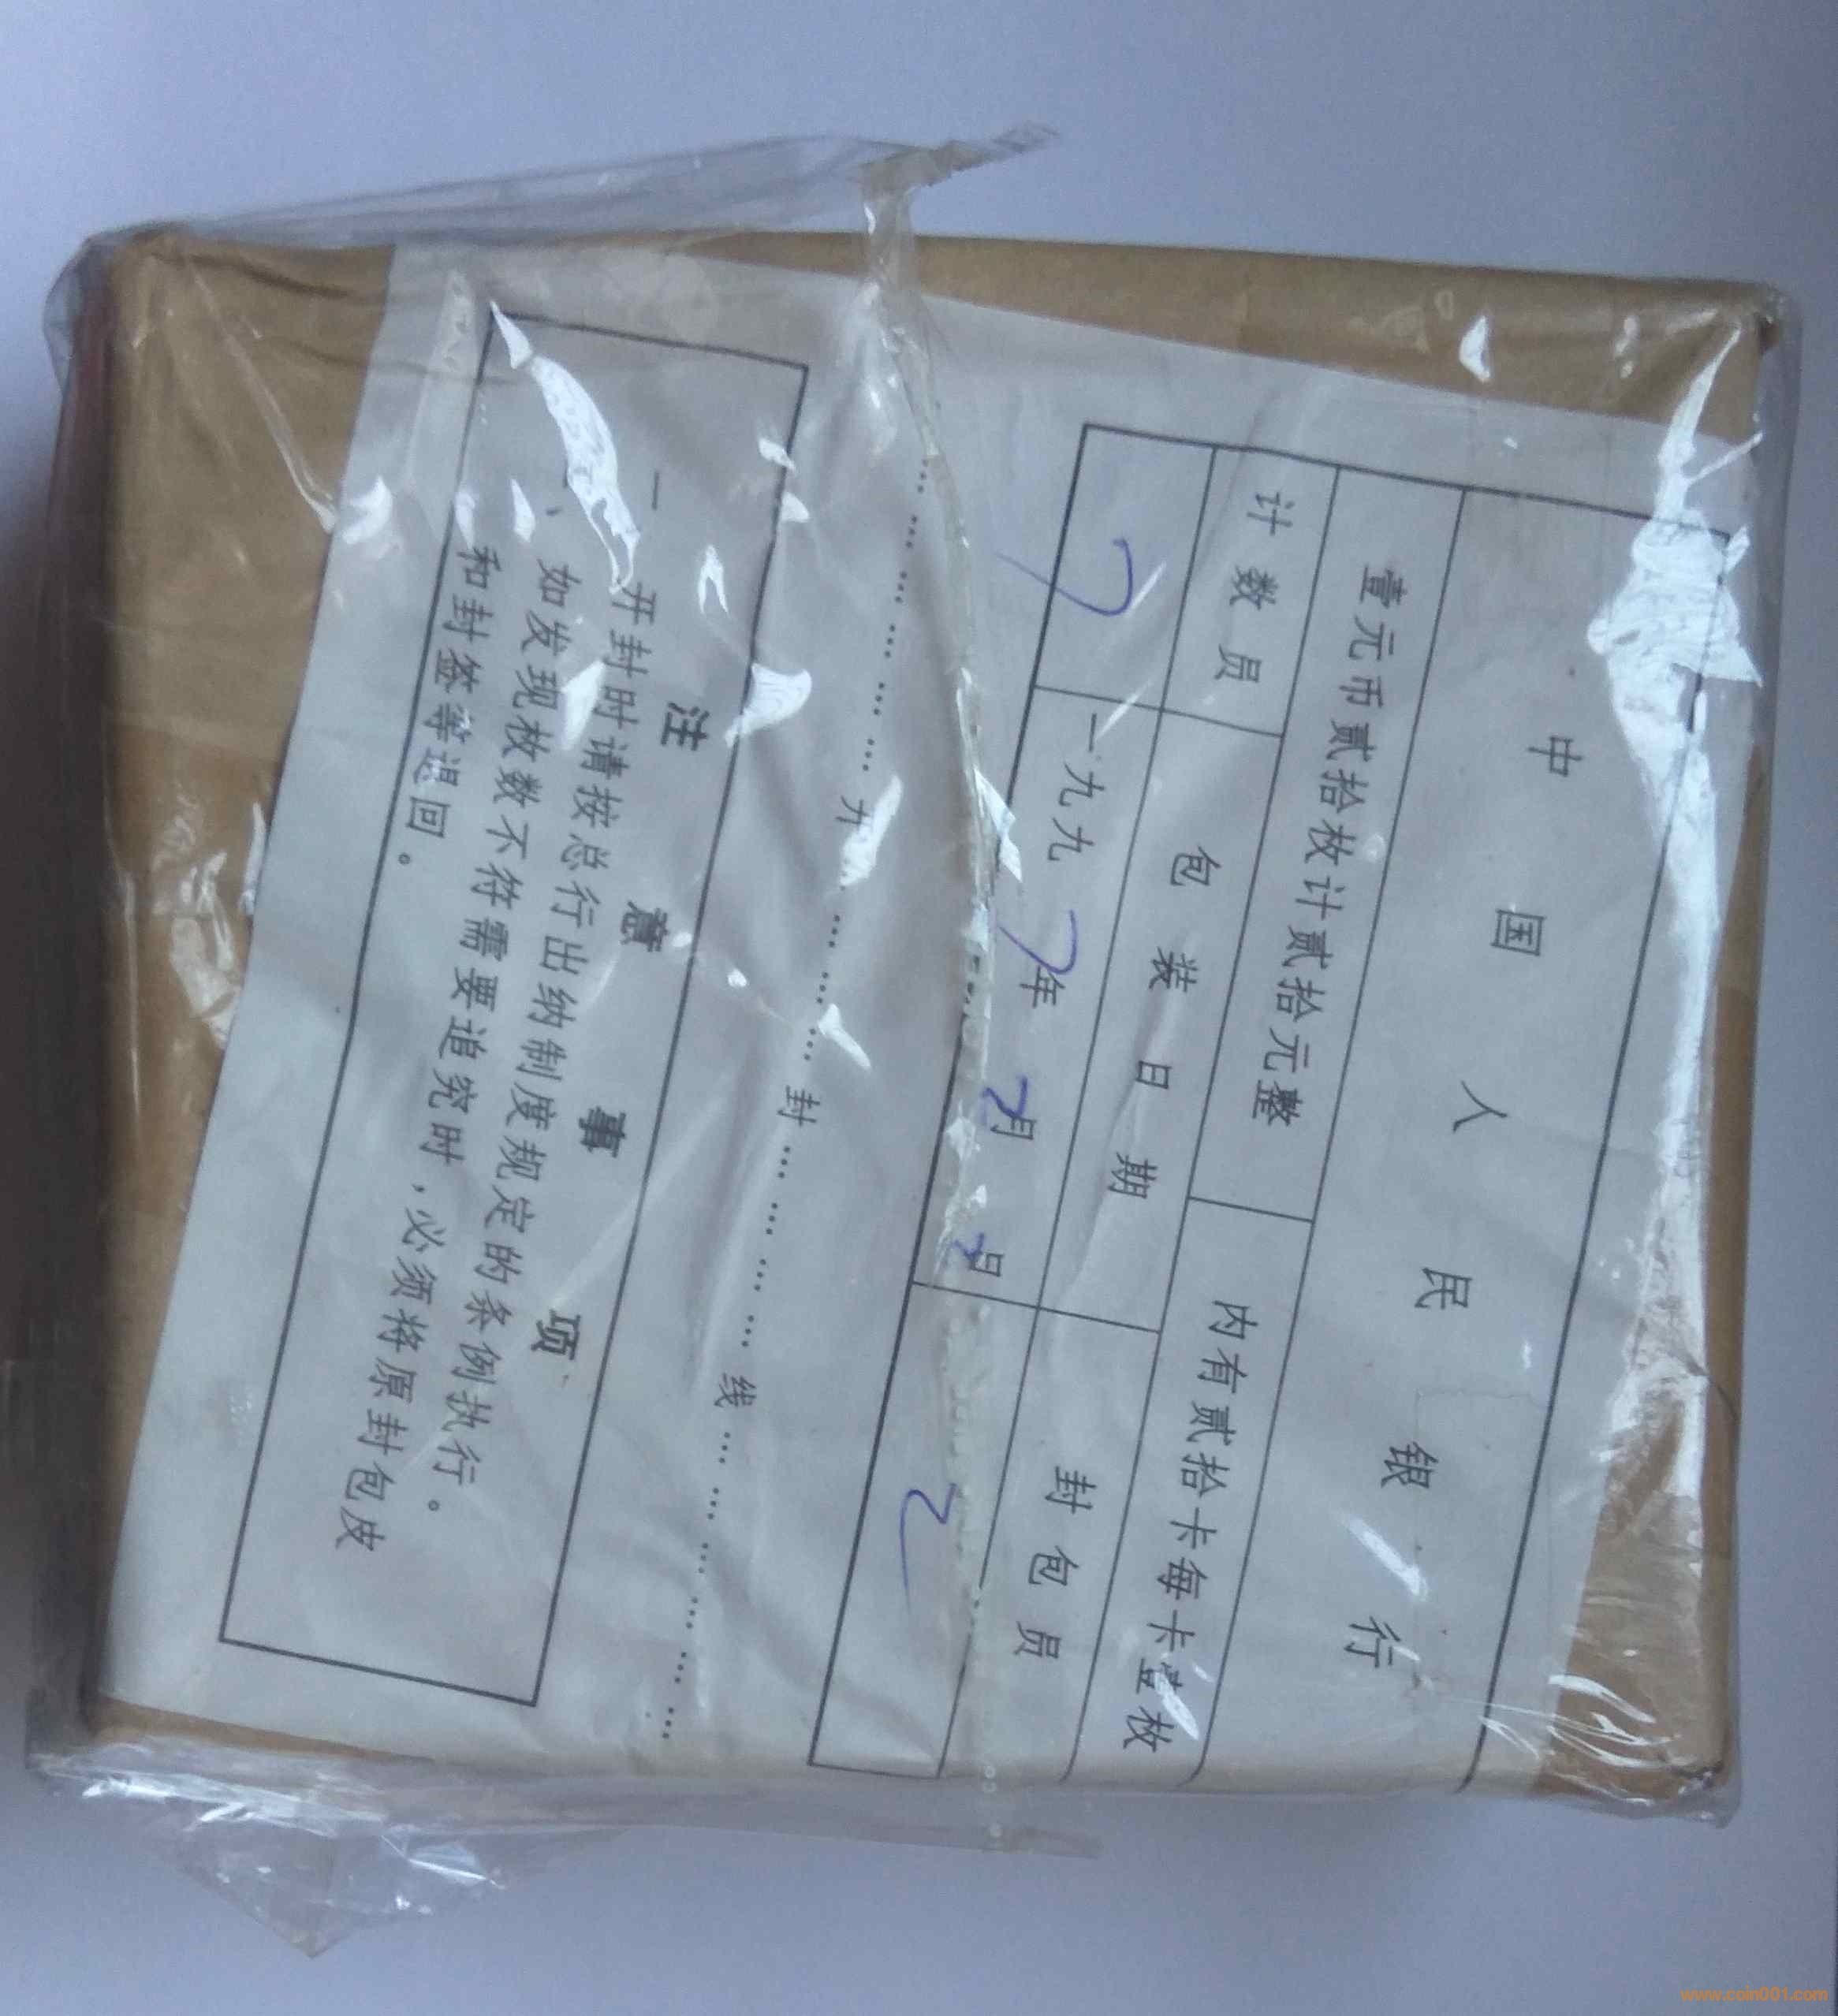 中国人民银行
壹元币贰拾枚计贰拾元整 内有贰拾卡每卡壹枚
计数员 包装日期 封包员
7 一九九7年2月 日 2
开 封 线
注意事项
一 开封时请按总行出纳制度规定的条例执行。
、如发现枚数不符需要追究时,必须将原封包皮
和封签等退回。
www.coin001.com